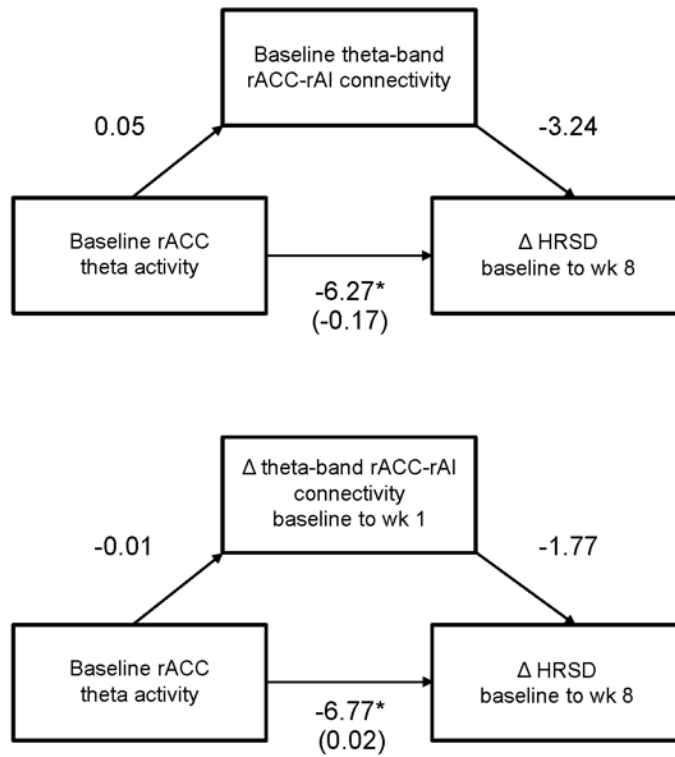 Baseline theta-band
rACC-rAI connectivity
0.05
-3.24
Baseline rACC
theta activity
Δ HRSD
baseline to wk 8
-6.27*
(-0.17)
Δ theta-band rACC-rAI
connectivity
baseline to wk 1
-0.01
-1.77
Baseline rACC
theta activity
Δ HRSD
baseline to wk 8
-6.77*
(0.02)